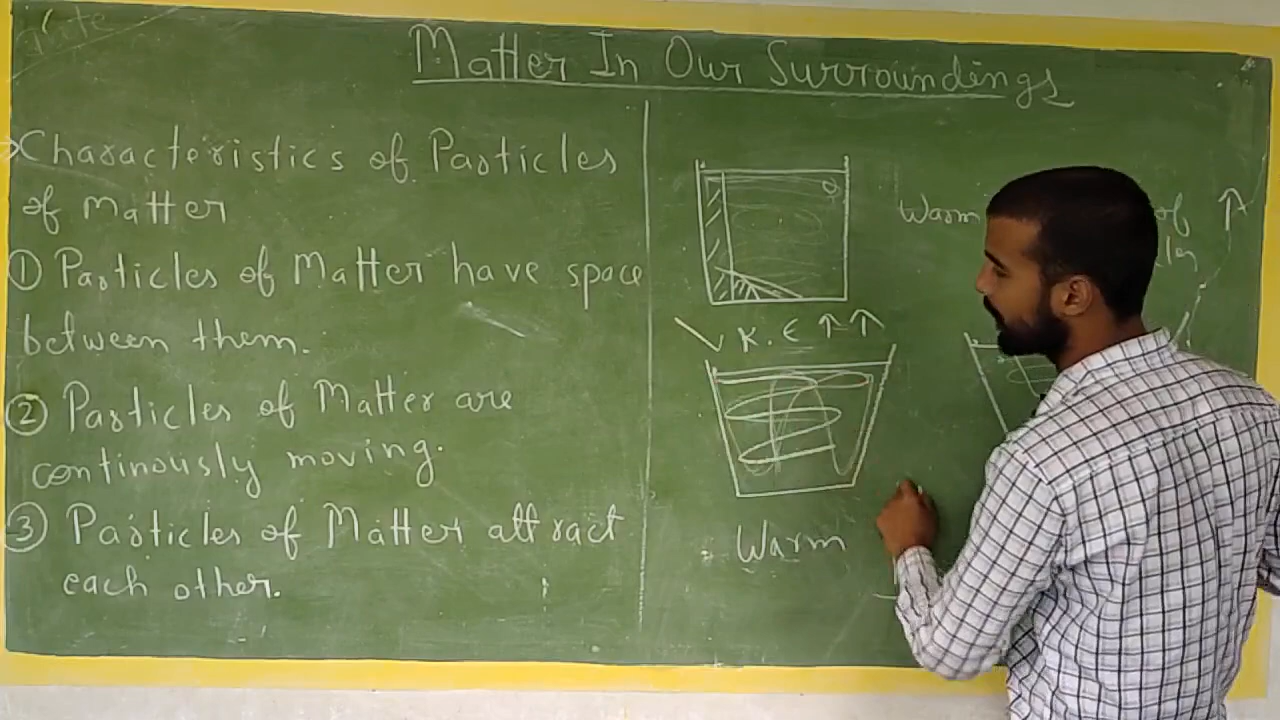 Matter In Our Surroundings
Characteristics of Particles
of Matter
① Particles of Matter have space
between them.
② Particles of Matter are
continously moving.
③ Particles of Matter attract
each other.
K.E ↑↑
Warm
Warm of ↑